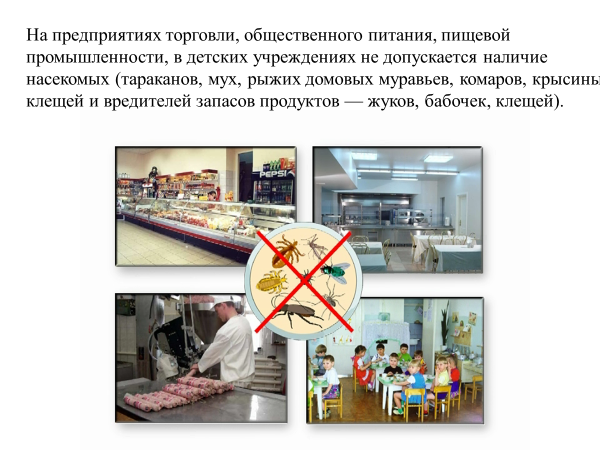 На предприятиях торговли, общественного питания, пищевой
промышленности, в детских учреждениях не допускается наличие
насекомых (тараканов, мух, рыжих домовых муравьев, комаров, крысины
клещей и вредителей запасов продуктов — жуков, бабочек, клещей).
PEPSI